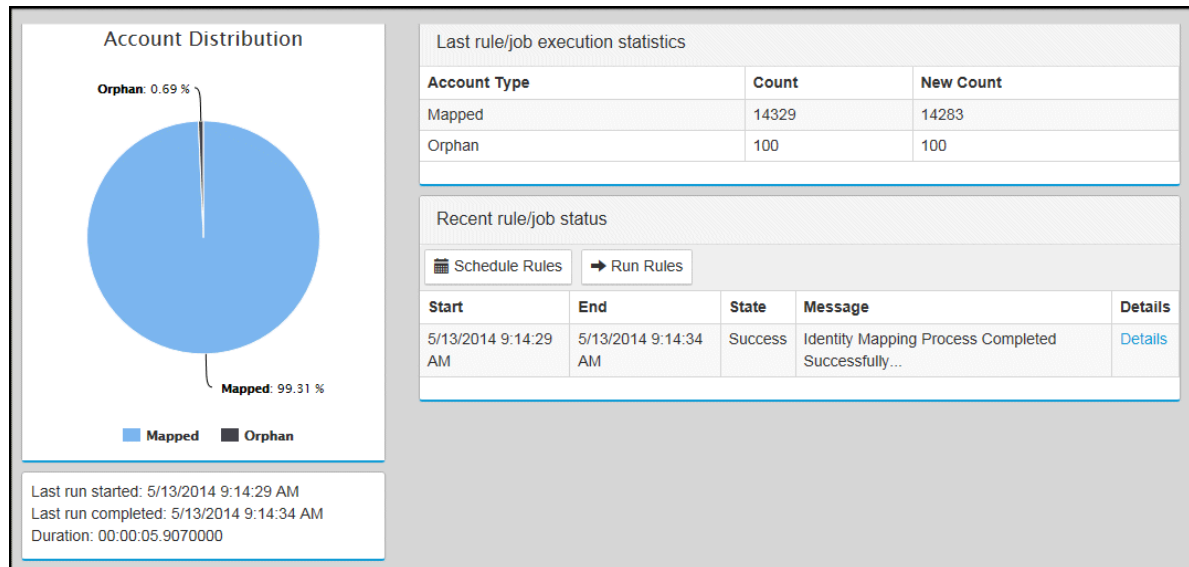 Account Distribution
Orphan: 0.69 %
Mapped: 99.31 %
Mapped Orphan
Last run started: 5/13/2014 9:14:29 AM
Last run completed: 5/13/2014 9:14:34 AM
Duration: 00:00:05.9070000
Last rule/job execution statistics
Account Type Count New Count
Mapped 14329 14283
Orphan 100 100
Recent rule/job status
Schedule Rules Run Rules
Start End State Message Details
5/13/2014 9:14:29 5/13/2014 9:14:34 Success Identity Mapping Process Completed Details
AM AM Successfully...